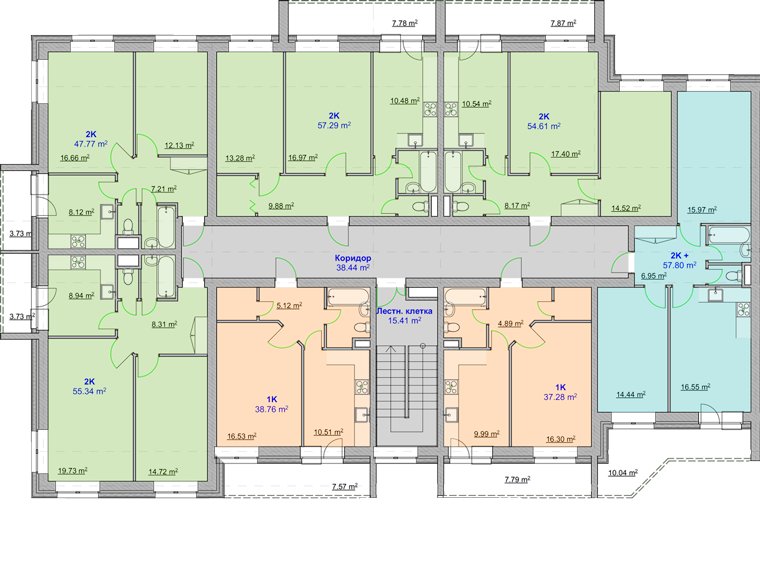 7.78 m²
7.87 m²
2K
47.77 m²
16.66 m²
12.13 m²
2K
57.29 m²
13.28 m²
16.97 m²
10.48 m²
10.54 m²
2K
54.61 m²
17.40 m²
14.52 m²
15.97 m²
7.21 m²
8.12 m²
9.88 m²
8.17 m²
3.73 m²
Коридор
38.44 m²
2K +
57.80 m²
6.95 m²
8.94 m²
3.73 m²
8.31 m²
5.12 m²
Лестн. клетка
15.41 m²
4.89 m²
2K
55.34 m²
1K
38.76 m²
1K
37.28 m²
14.44 m²
16.55 m²
16.53 m²
10.51 m²
9.99 m²
16.30 m²
19.73 m²
14.72 m²
7.57 m²
7.79 m²
10.04 m²